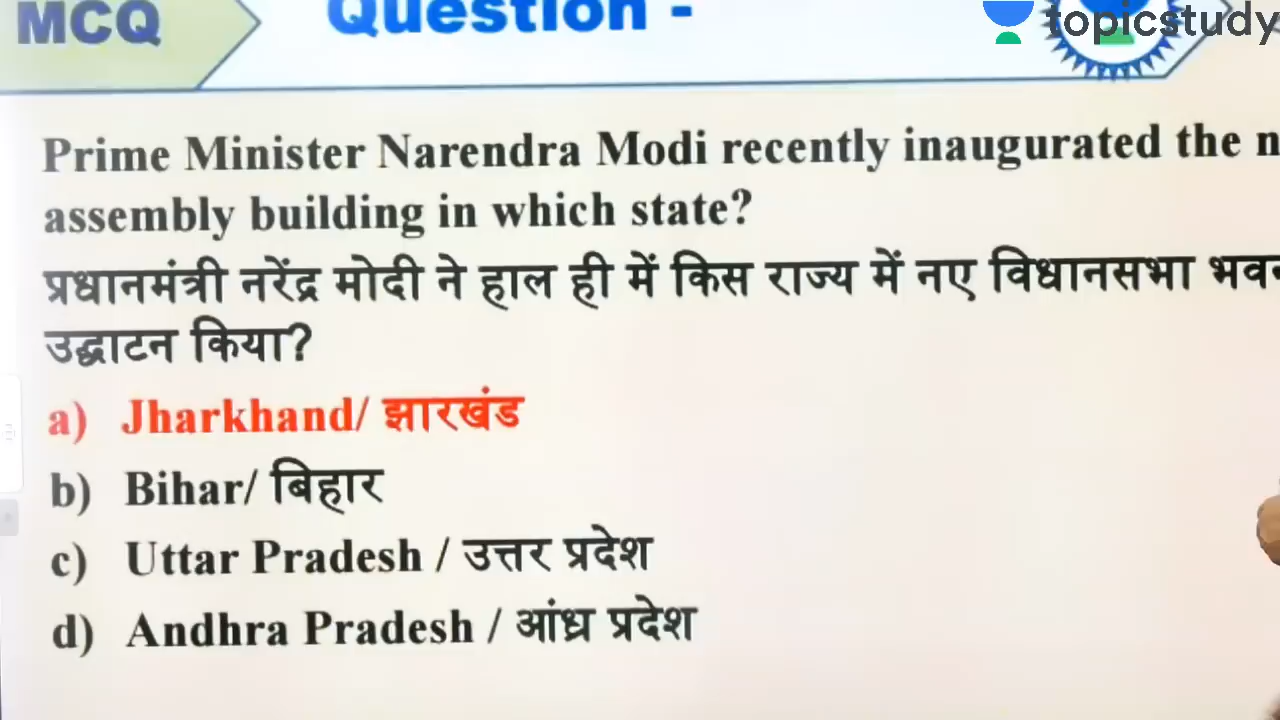 MCQ
Question -
topicstudy
Prime Minister Narendra Modi recently inaugurated the
assembly building in which state?
प्रधानमंत्री नरेंद्र मोदी ने हाल ही में किस राज्य में नए विधानसभा
उद्घाटन किया?
a) Jharkhand/ झारखंड
b) Bihar/ बिहार
c) Uttar Pradesh / उत्तर प्रदेश
d) Andhra Pradesh / आंध्र प्रदेश